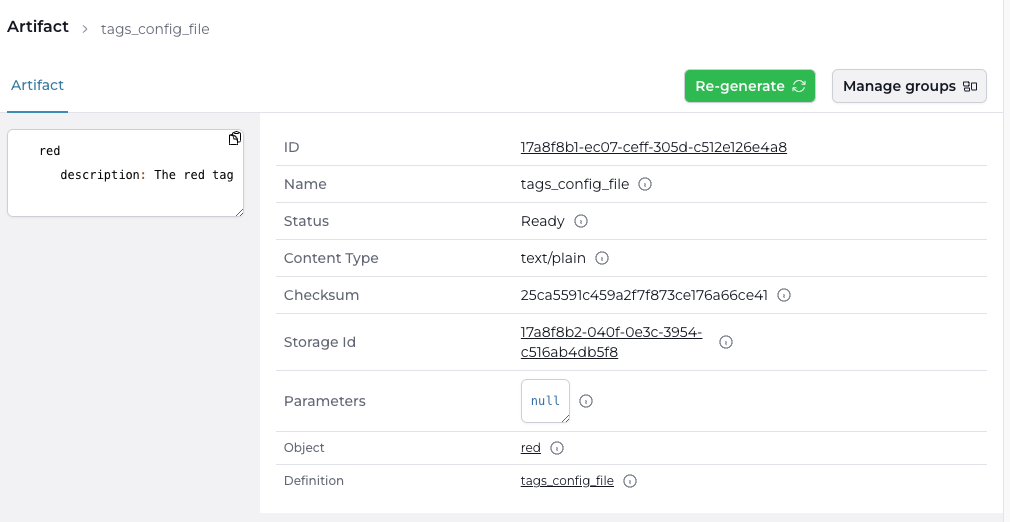 Artifact > tags_config_file
Artifact
Re-generate
Manage groups
red
description: The red tag
ID 17a8f8b1-ec07-ceff-305d-c512e126e4a8
Name tags_config_file
Status Ready
Content Type text/plain
Checksum 25ca5591c459a2f7f873ce176a66ce41
Storage Id 17a8f8b2-040f-0e3c-3954-
c516ab4db5f8
Parameters null
Object red
Definition tags_config_file